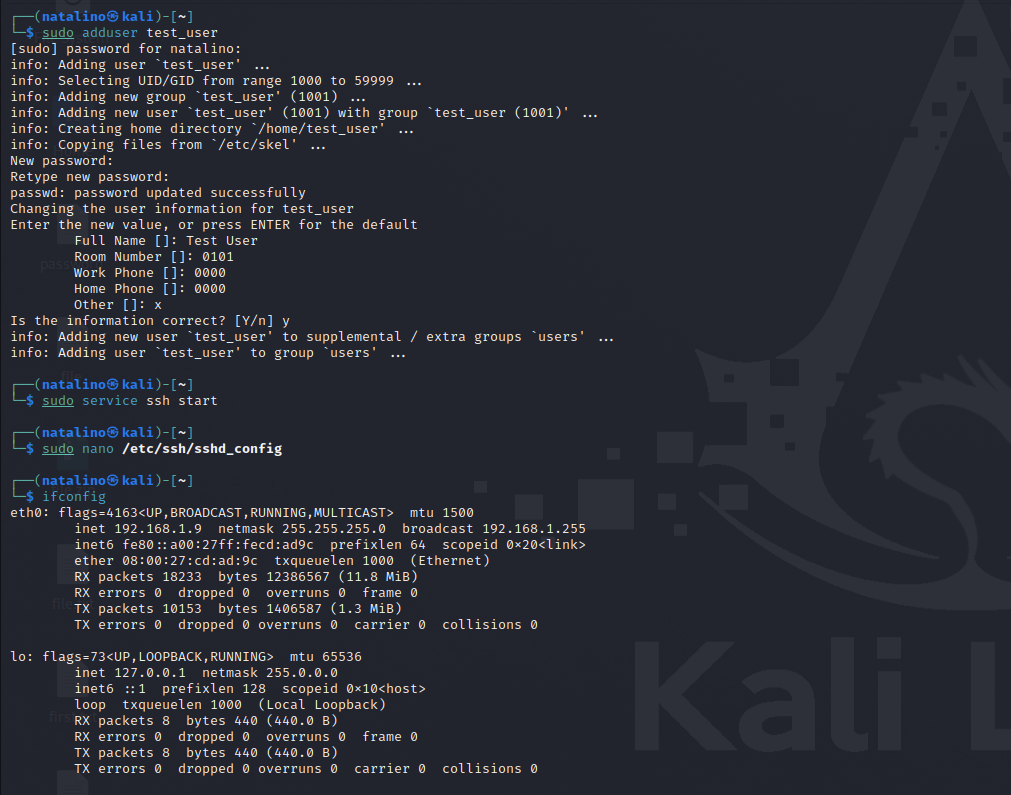 ┌──(natalino㉿kali)-[~]
└─$ sudo adduser test_user
[sudo] password for natalino:
info: Adding user `test_user' ...
info: Selecting UID/GID from range 1000 to 59999 ...
info: Adding new group `test_user' (1001) ...
info: Adding new user `test_user' (1001) with group `test_user (1001)' ...
info: Creating home directory `/home/test_user' ...
info: Copying files from `/etc/skel' ...
New password:
Retype new password:
passwd: password updated successfully
Changing the user information for test_user
Enter the new value, or press ENTER for the default
        Full Name []: Test User
        Room Number []: 0101
        Work Phone []: 0000
        Home Phone []: 0000
        Other []: x
Is the information correct? [Y/n] y
info: Adding new user `test_user' to supplemental / extra groups `users' ...
info: Adding user `test_user' to group `users' ...
┌──(natalino㉿kali)-[~]
└─$ sudo service ssh start
┌──(natalino㉿kali)-[~]
└─$ sudo nano /etc/ssh/sshd_config
┌──(natalino㉿kali)-[~]
└─$ ifconfig
eth0: flags=4163<UP,BROADCAST,RUNNING,MULTICAST>  mtu 1500
        inet 192.168.1.9  netmask 255.255.255.0  broadcast 192.168.1.255
        inet6 fe80::a00:27ff:fecd:ad9c  prefixlen 64  scopeid 0×20<link>
        ether 08:00:27:cd:ad:9c  txqueuelen 1000  (Ethernet)
        RX packets 18233  bytes 12386567 (11.8 MiB)
        RX errors 0  dropped 0  overruns 0  frame 0
        TX packets 10153  bytes 1406587 (1.3 MiB)
        TX errors 0  dropped 0 overruns 0  carrier 0  collisions 0
lo: flags=73<UP,LOOPBACK,RUNNING>  mtu 65536
        inet 127.0.0.1  netmask 255.0.0.0
        inet6 ::1  prefixlen 128  scopeid 0×10<host>
        loop  txqueuelen 1000  (Local Loopback)
        RX packets 8  bytes 440 (440.0 B)
        RX errors 0  dropped 0  overruns 0  frame 0
        TX packets 8  bytes 440 (440.0 B)
        TX errors 0  dropped 0 overruns 0  carrier 0  collisions 0
Kali L